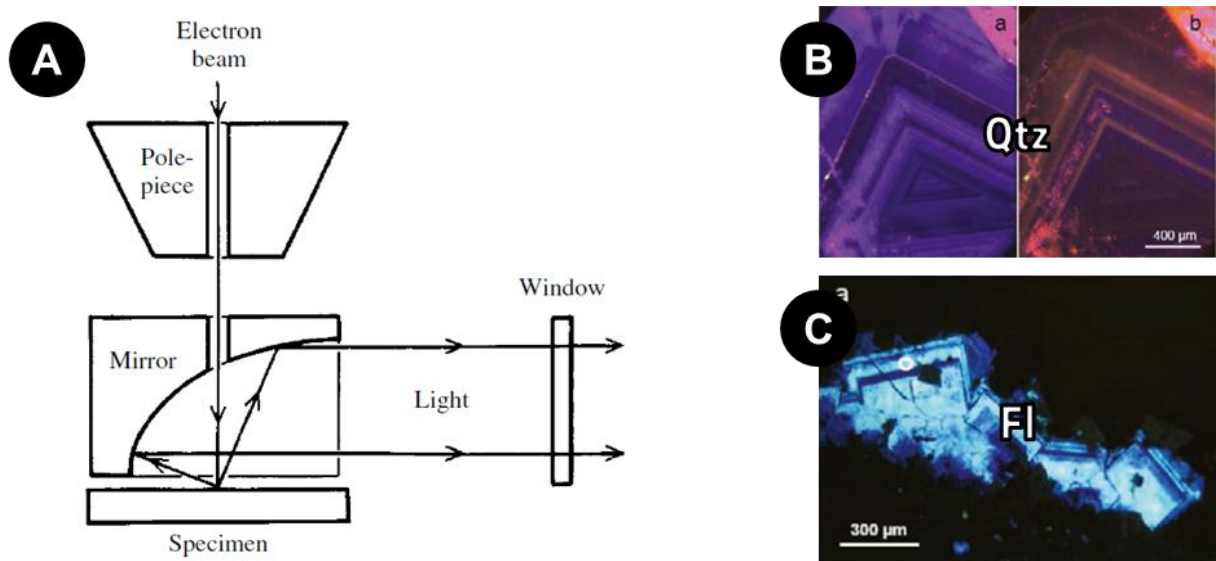 A
Electron
beam
Pole-
piece
Mirror
Window
Light
Specimen
B
a
b
Qtz
400 µm
C
a
Fl
300 µm